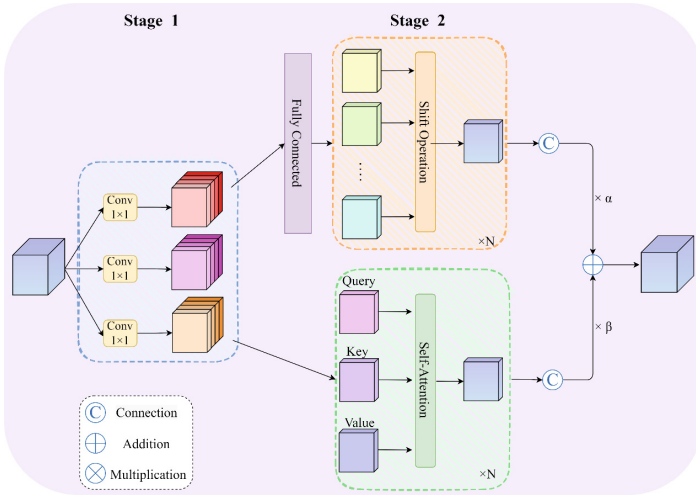 Stage 1
Stage 2
Conv
1×1
Conv
1×1
Conv
1×1
Fully Connected
Shift Operation
×N
C
× α
Query
Key
Value
Self-Attention
×N
C
× β
C Connection
Addition
Multiplication